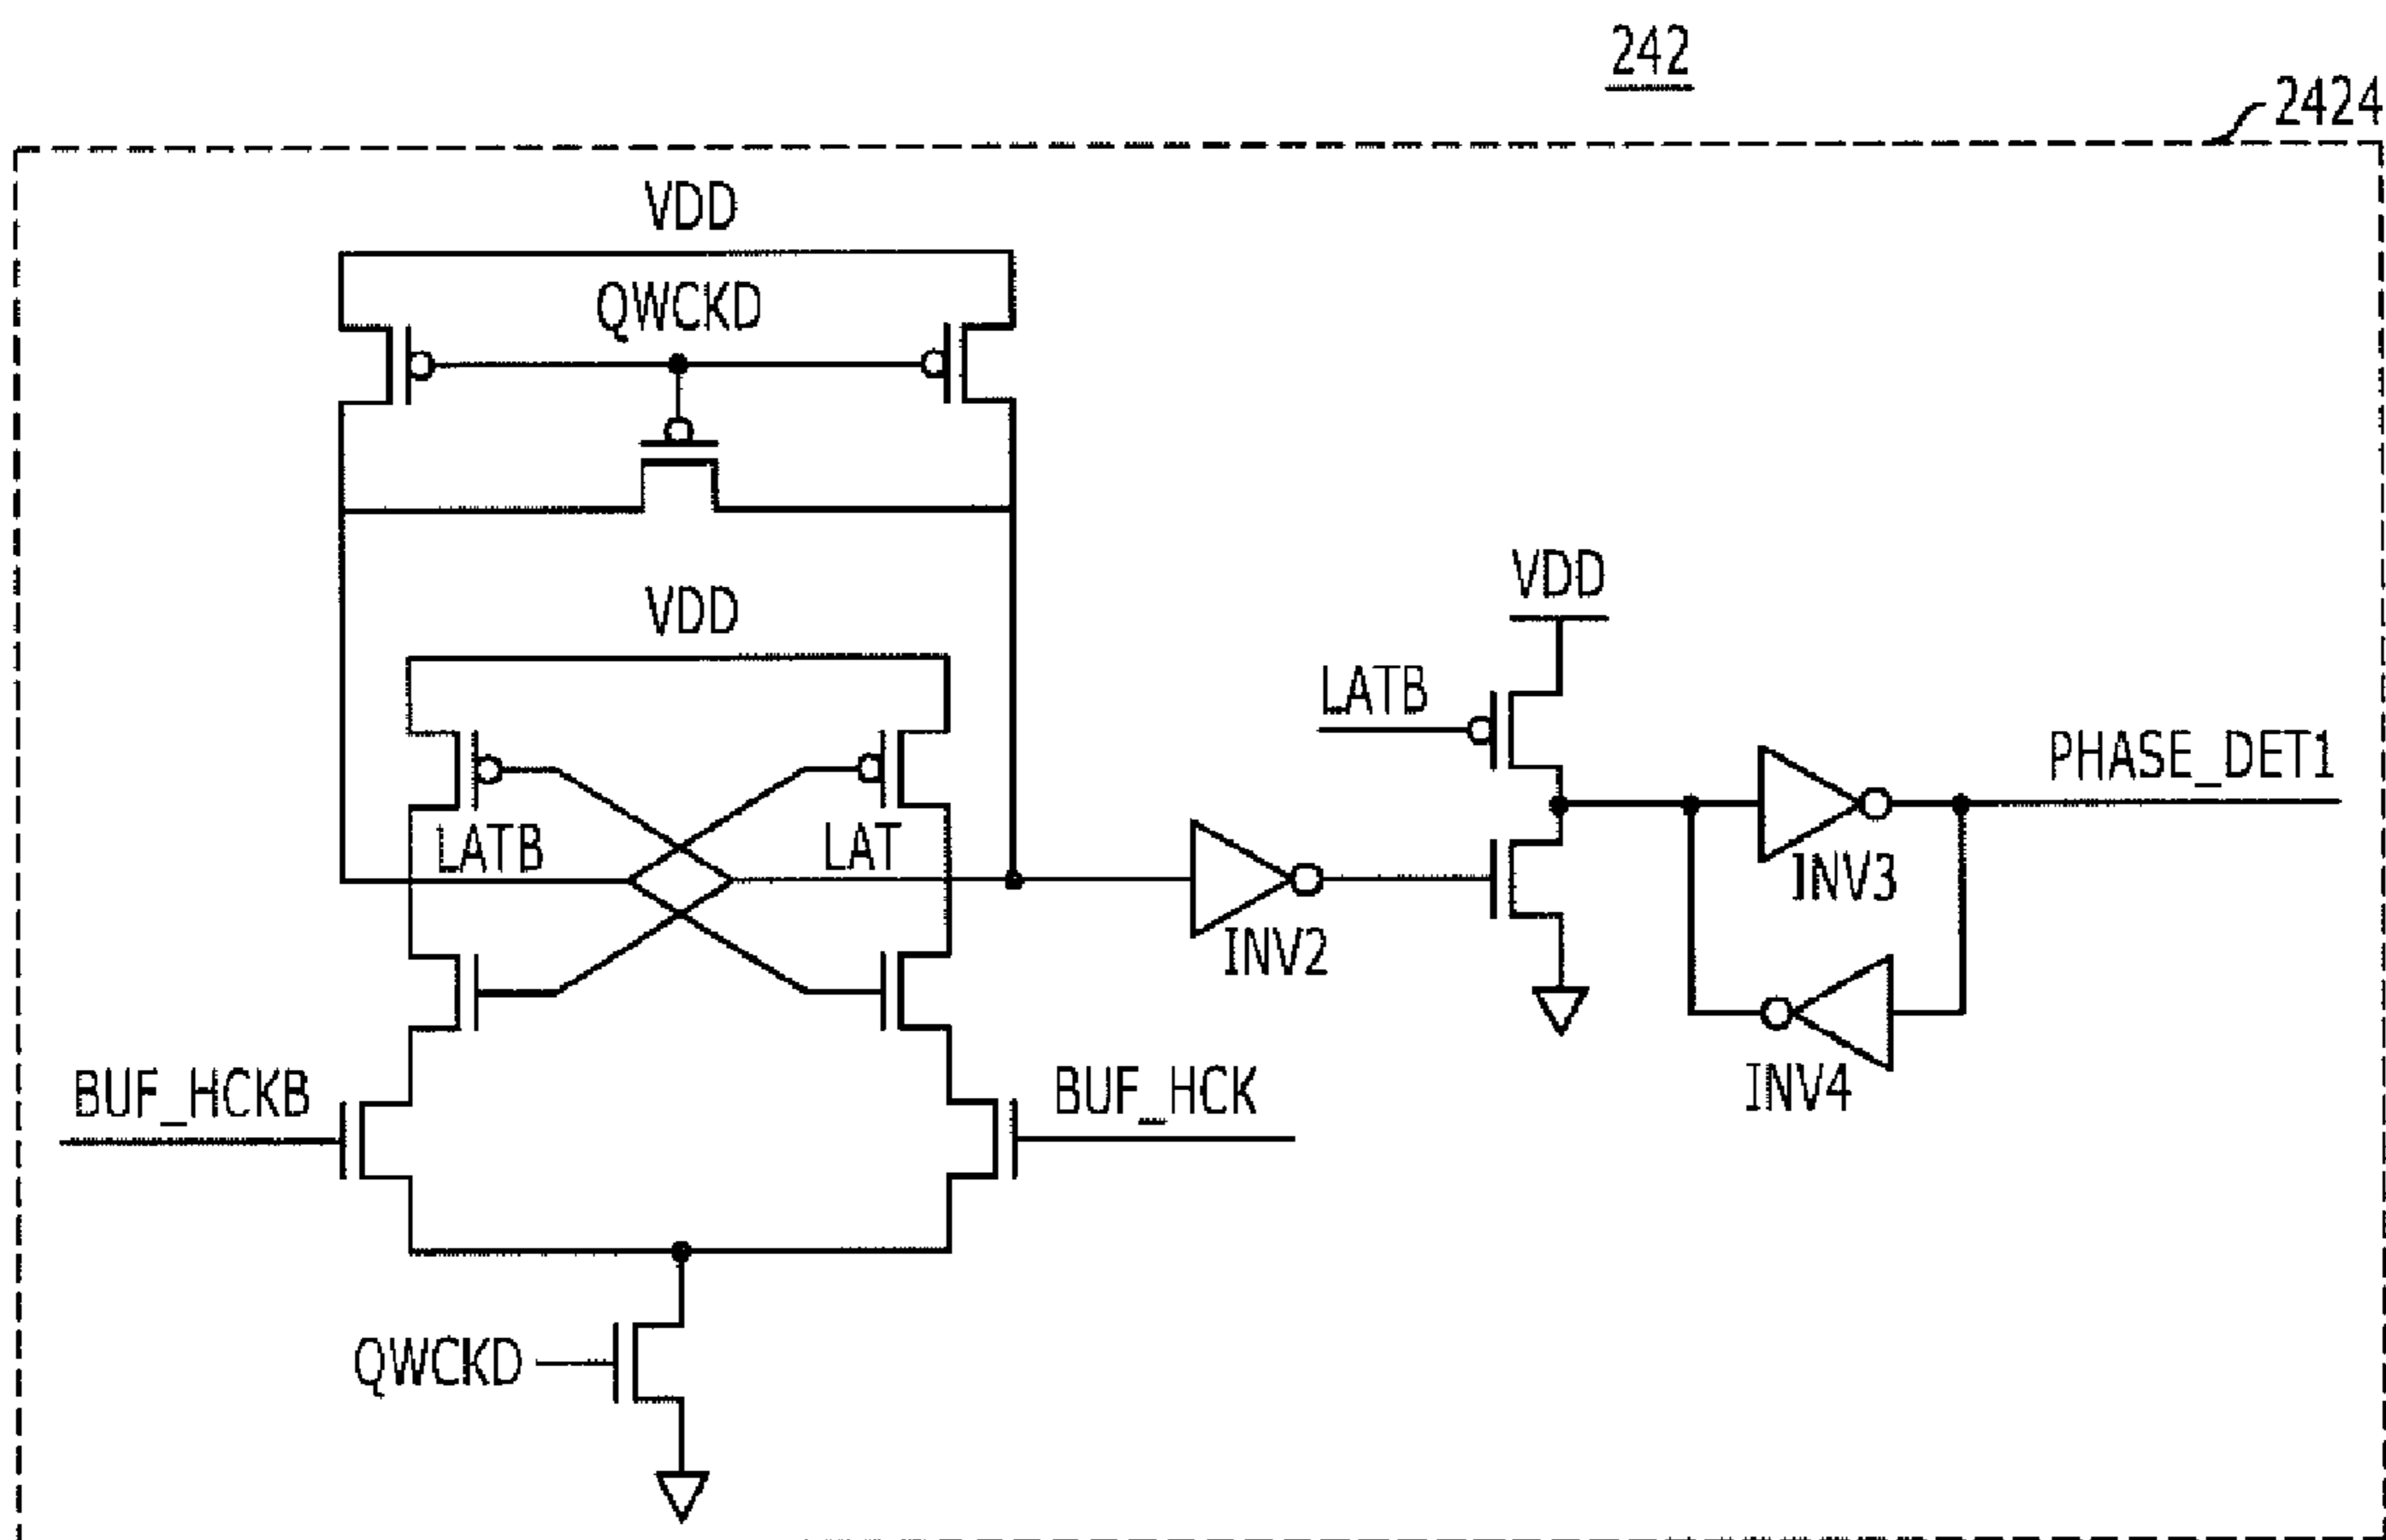 242
2424
VDD
QWCKD
VDD
VDD
LATB
PHASE_DET1
LATB
LAT
INV3
INV2
BUF_HCKB
BUF_HCK
INV4
QWCKD